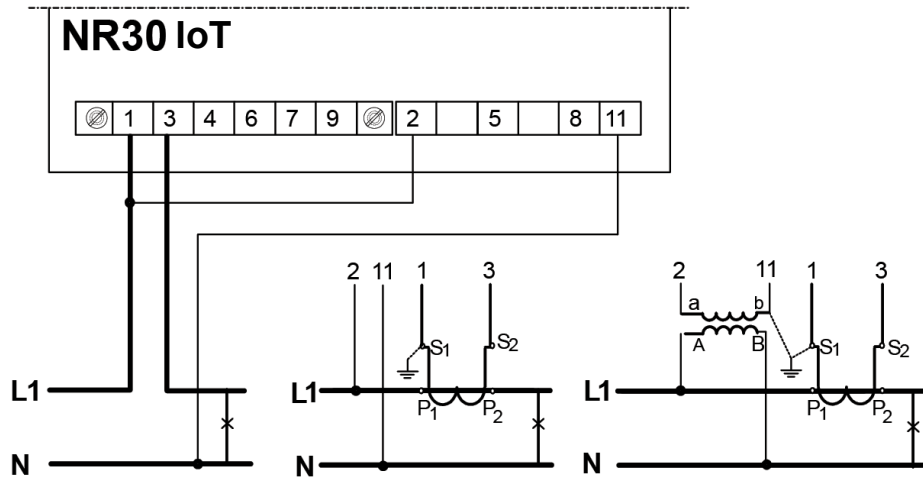 NR30 IoT
1 3 4 6 7 9 2 5 8 11
2 11 1 3 2 11 1 3
a b
S1 S2 A B S1 S2
L1 P1 P2 L1 P1 P2 L1
N N N